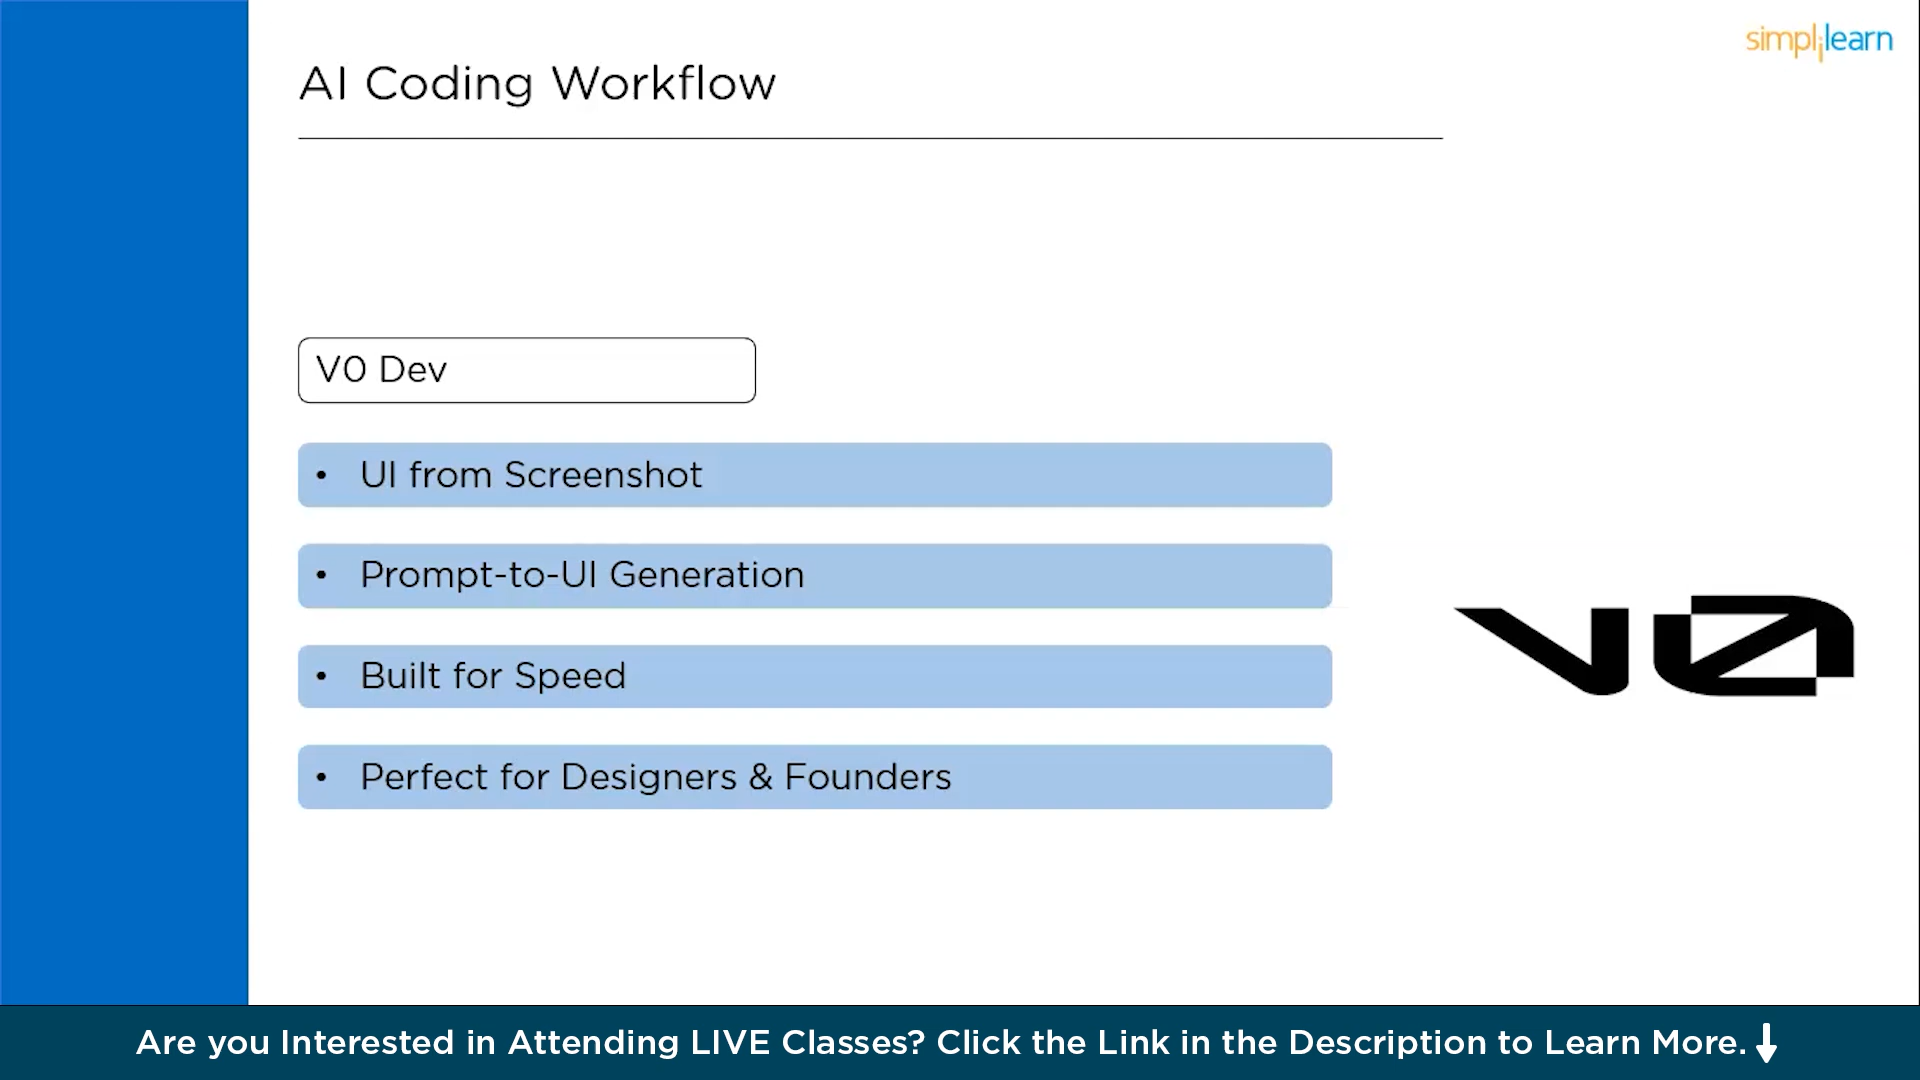 simplilearn
AI Coding Workflow
V0 Dev
• UI from Screenshot
• Prompt-to-UI Generation
• Built for Speed
• Perfect for Designers & Founders
v0
Are you Interested in Attending LIVE Classes? Click the Link in the Description to Learn More.